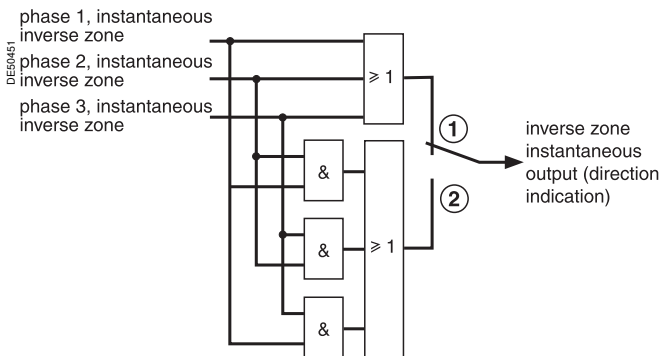 phase 1, instantaneous
inverse zone
DE50451
phase 2, instantaneous
inverse zone
phase 3, instantaneous
inverse zone
⩾ 1
1
inverse zone
instantaneous
output (direction
indication)
2
&
&
⩾ 1
&